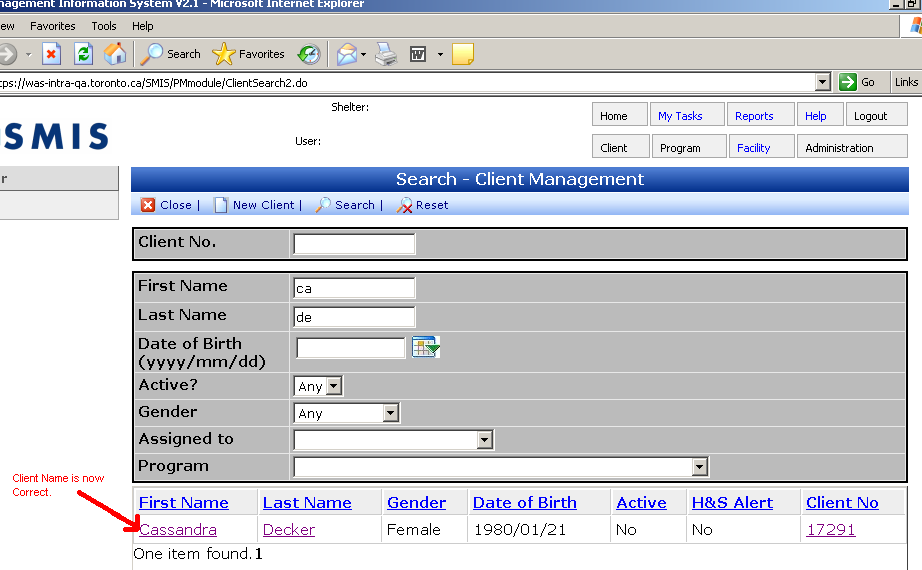 nagement Information System V2.1 - Microsoft Internet Explorer
ew Favorites Tools Help
Search Favorites
tps://was-intra-qa.toronto.ca/SMIS/PMmodule/ClientSearch2.do Go Links
Shelter: Home My Tasks Reports Help Logout
SMIS
User: Client Program Facility Administration
r
Search - Client Management
Close | New Client | Search | Reset
Client No.
First Name ca
Last Name de
Date of Birth
(yyyy/mm/dd)
Active? Any
Gender Any
Assigned to
Program
Client Name is now
Correct.
First Name Last Name Gender Date of Birth Active H&S Alert Client No
Cassandra Decker Female 1980/01/21 No No 17291
One item found.1